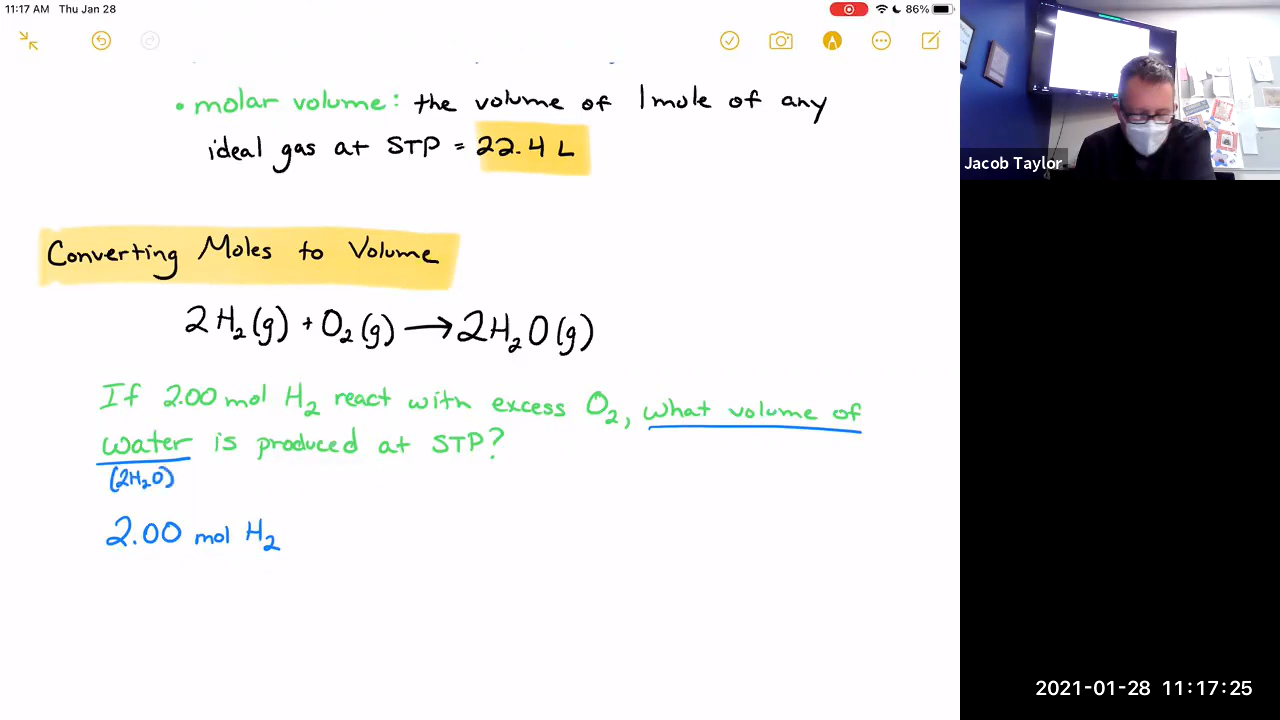 11:17 AM Thu Jan 28
86%
• molar volume: the volume of 1 mole of any
ideal gas at STP = 22.4 L
Converting Moles to Volume
2H₂(g) + O₂(g) → 2H₂O(g)
If 2.00 mol H₂ react with excess O₂, what volume of
water is produced at STP?
(2H₂O)
2.00 mol H₂
Jacob Taylor
2021-01-28 11:17:25